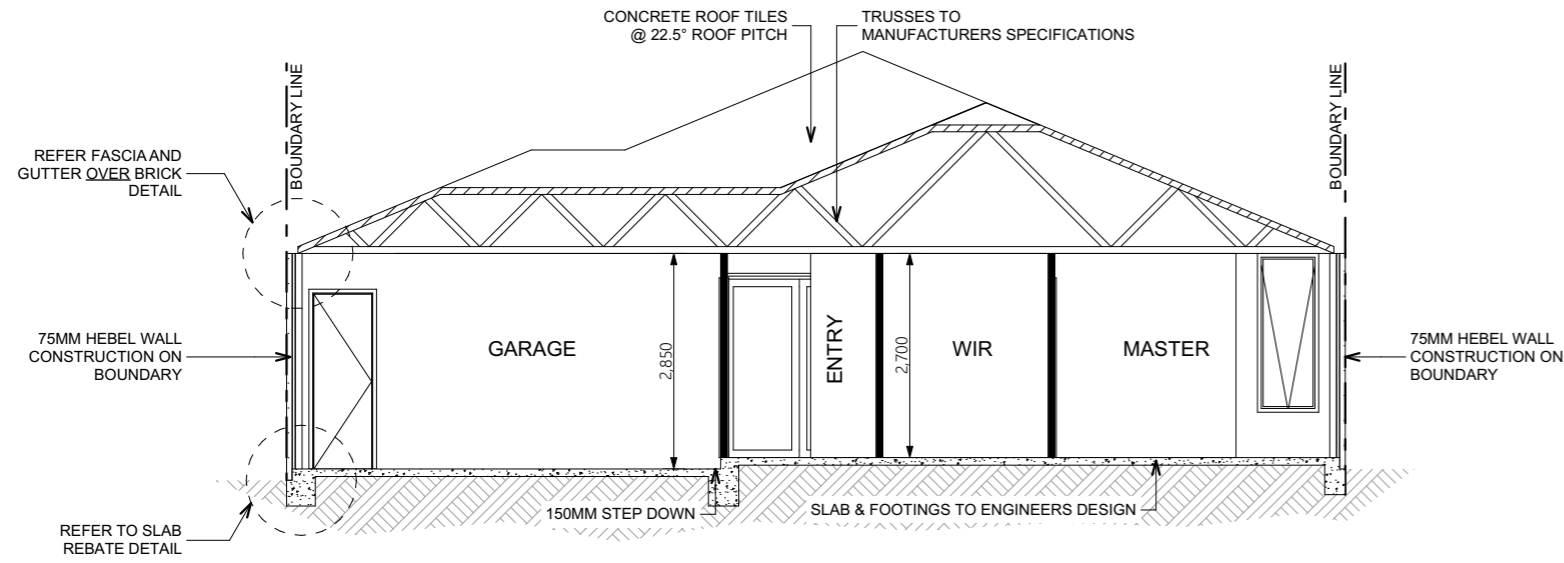 CONCRETE ROOF TILES
@ 22.5° ROOF PITCH
TRUSSES TO
MANUFACTURERS SPECIFICATIONS
BOUNDARY LINE
BOUNDARY LINE
REFER FASCIA AND
GUTTER OVER BRICK
DETAIL
75MM HEBEL WALL
CONSTRUCTION ON
BOUNDARY
GARAGE
2,850
ENTRY
2,700
WIR
MASTER
75MM HEBEL WALL
CONSTRUCTION ON
BOUNDARY
150MM STEP DOWN
SLAB & FOOTINGS TO ENGINEERS DESIGN
REFER TO SLAB
REBATE DETAIL